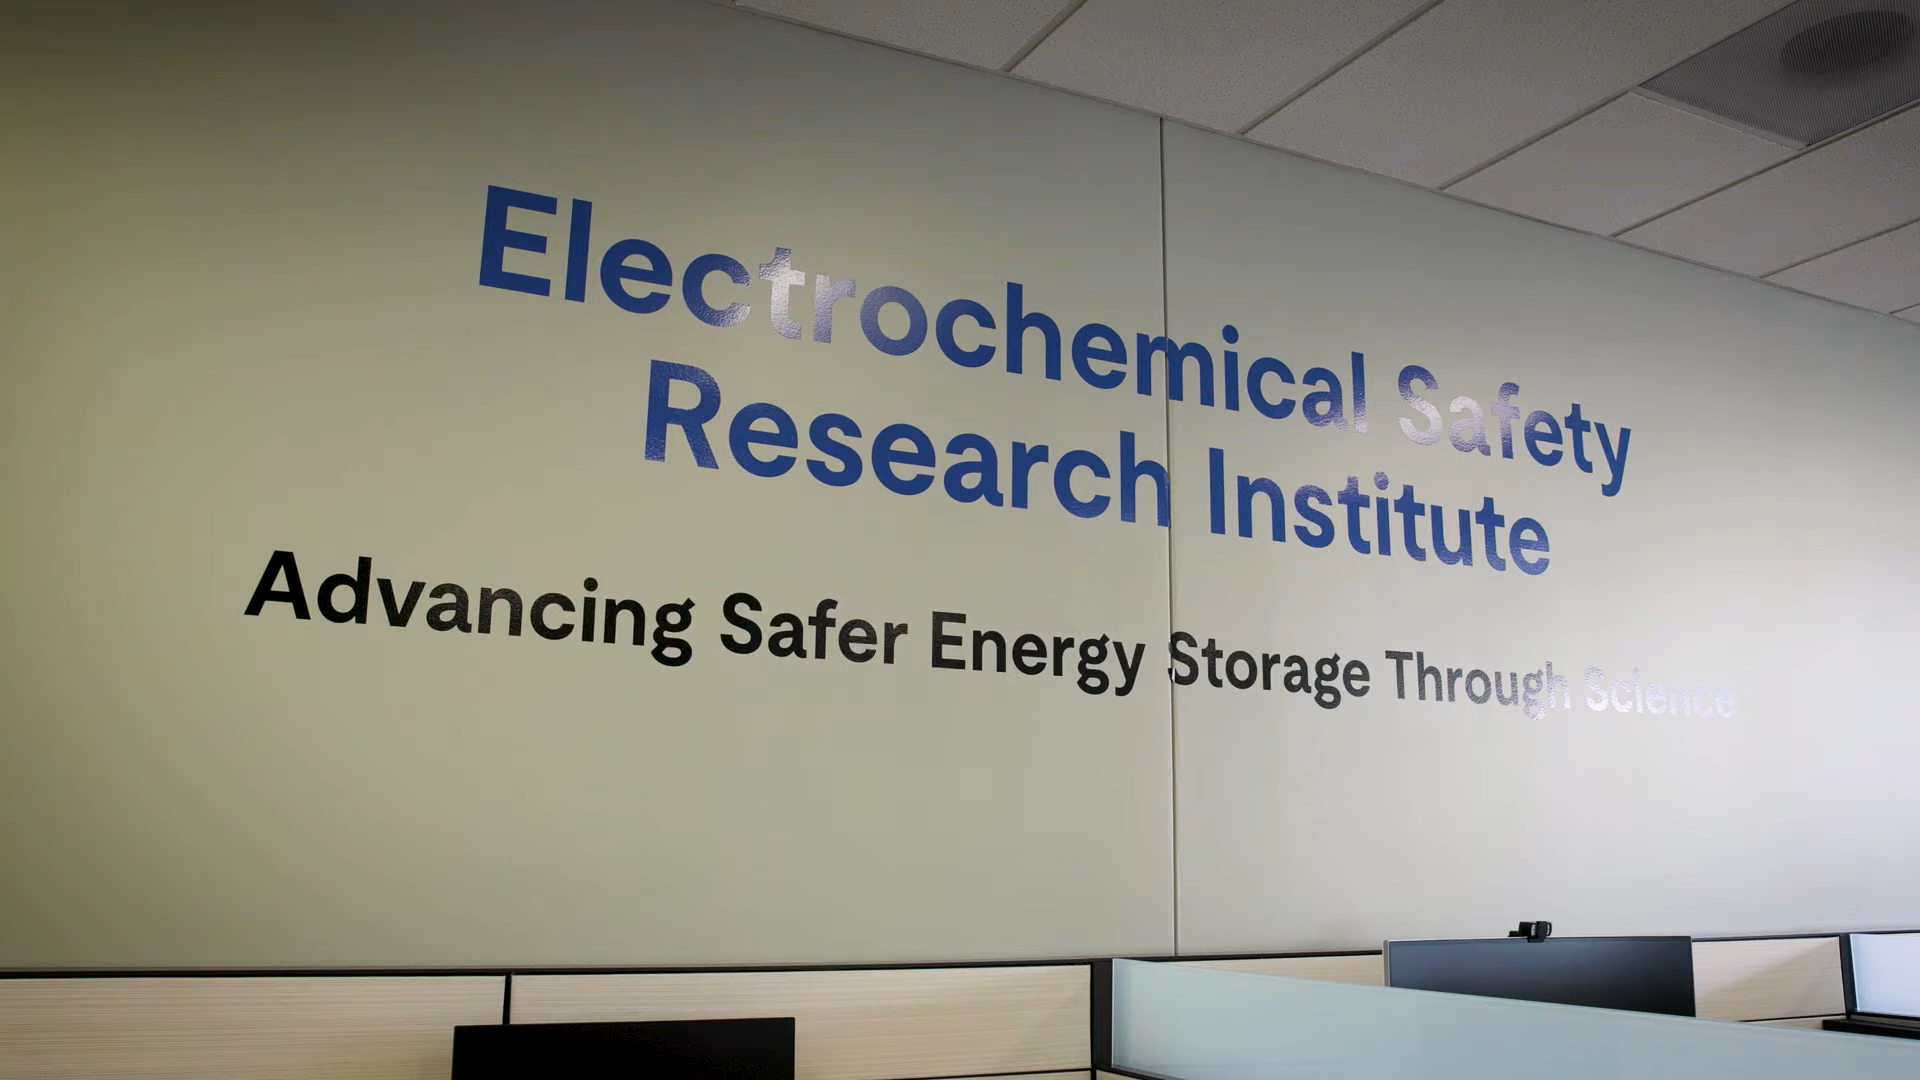 Electrochemical Safety
Research Institute
Advancing Safer Energy Storage Through Science